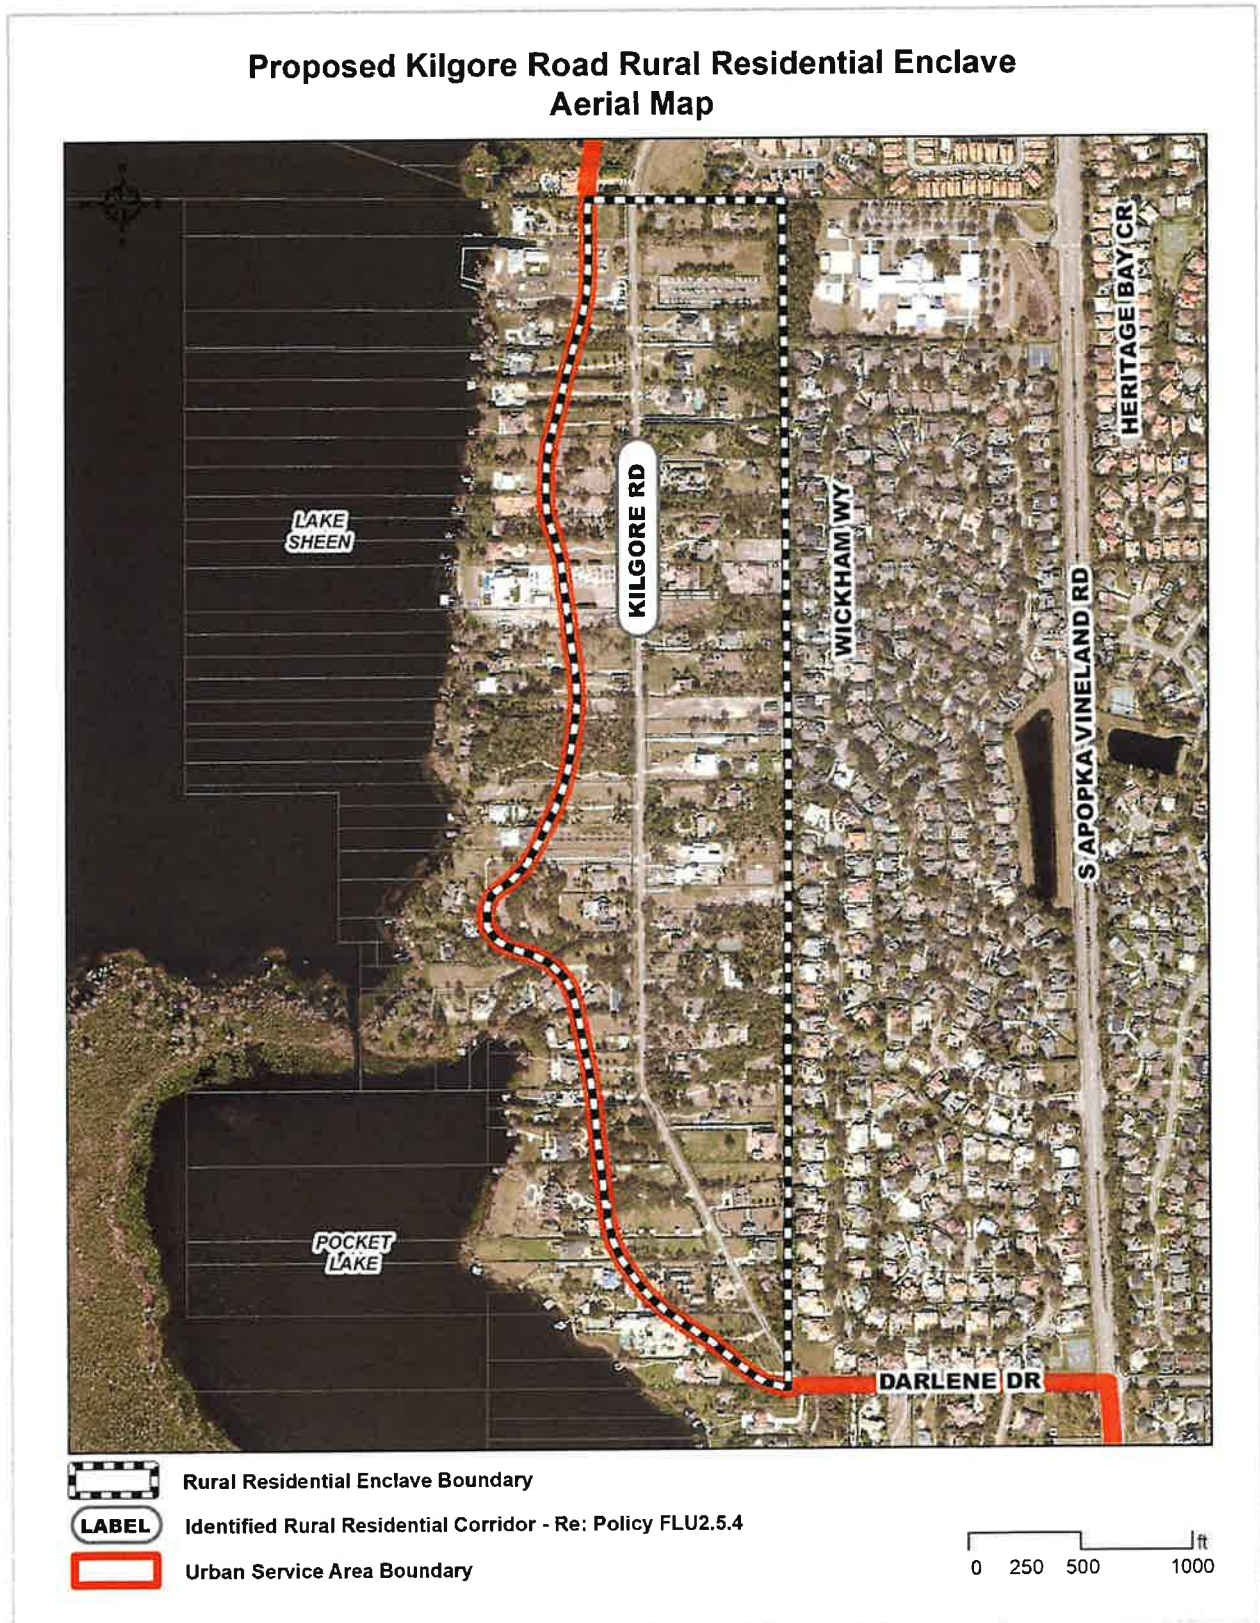 Proposed Kilgore Road Rural Residential Enclave
Aerial Map
HERITAGE BAY CR
LAKE
SHEEN
KILGORE RD
WICKHAM WY
S APOPKA VINELAND RD
POCKET
LAKE
DARLENE DR
Rural Residential Enclave Boundary
LABEL Identified Rural Residential Corridor - Re: Policy FLU2.5.4
Urban Service Area Boundary
ft
0 250 500 1000